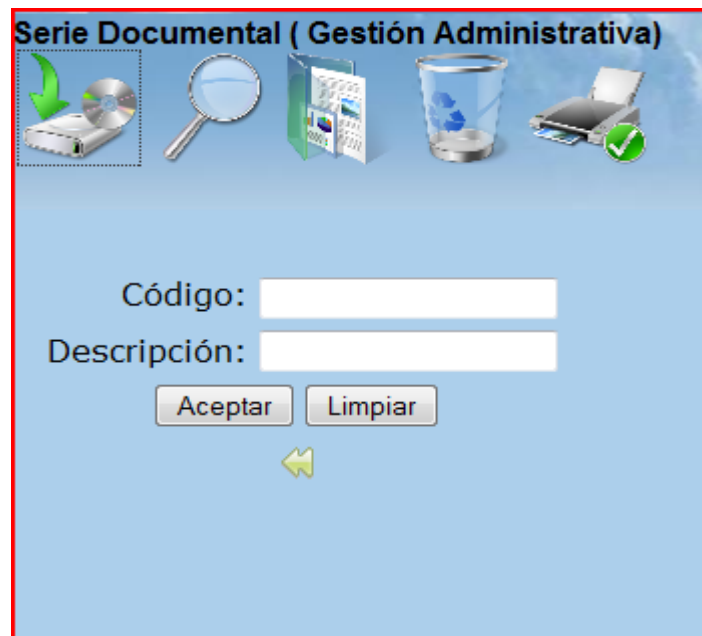 Serie Documental ( Gestión Administrativa)
Código:
Descripción:
Aceptar Limpiar